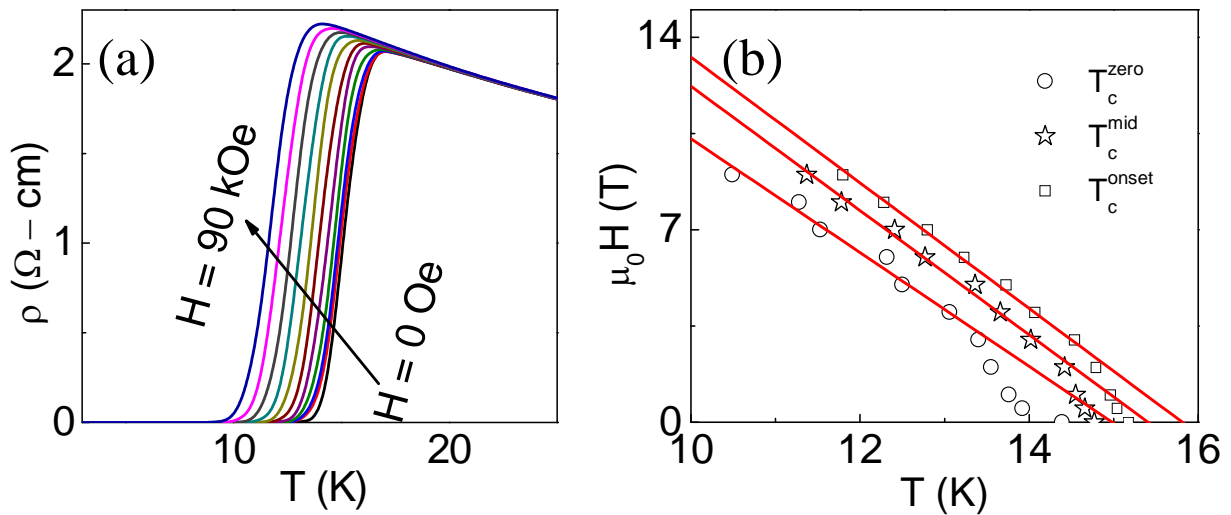 (a)
2
1
0
10
20
ρ (Ω – cm)
T (K)
H = 90 kOe
H = 0 Oe
(b)
14
7
0
10
12
14
16
μ₀H (T)
T (K)
T_c^zero
T_c^mid
T_c^onset